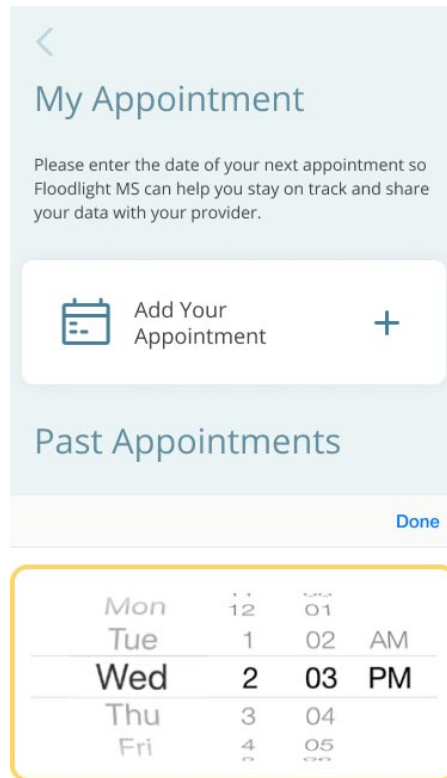 My Appointment
Please enter the date of your next appointment so
Floodlight MS can help you stay on track and share
your data with your provider.
Add Your
Appointment
Past Appointments
Done
Mon 12 01
Tue 1 02 AM
Wed 2 03 PM
Thu 3 04
Fri 4 05